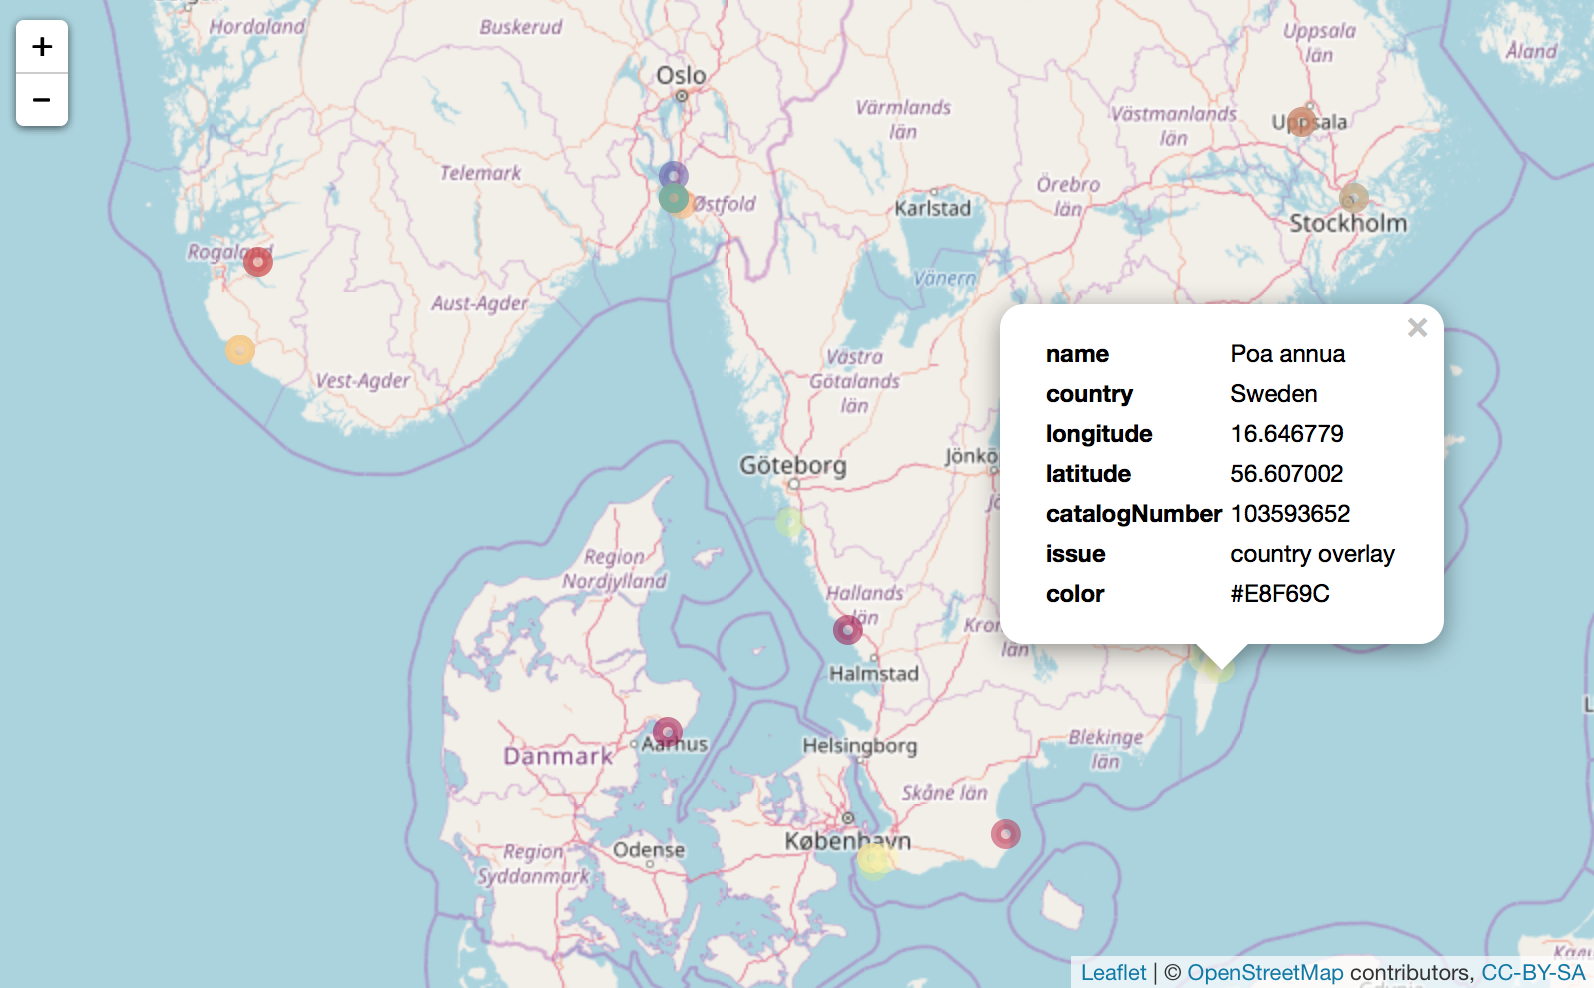 Hordaland
Buskerud
Uppsala
län
Åland
+
−
Oslo
Värmlands
län
Västmanlands
län
Uppsala
Telemark
Örebro
län
Østfold
Karlstad
Stockholm
Rogaland
Vänern
Aust-Agder
Västra
Götalands
län
Vest-Agder
×
name Poa annua
country Sweden
longitude 16.646779
latitude 56.607002
catalogNumber 103593652
issue country overlay
color #E8F69C
Göteborg
Jönkö
Region
Nordjylland
Hallands
län
Kron
län
Halmstad
Danmark
Aarhus
Helsingborg
Blekinge
län
Skåne län
København
Region
Syddanmark
Odense
Leaflet | © OpenStreetMap contributors, CC-BY-SA